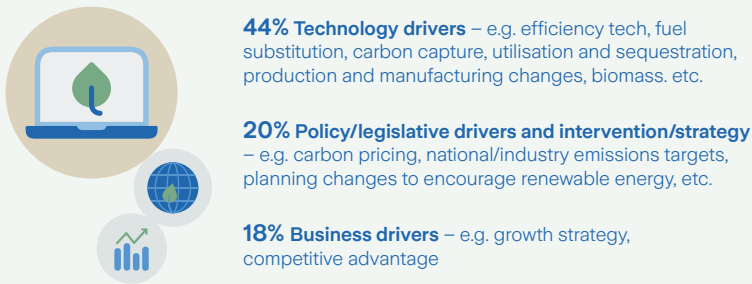 44% Technology drivers – e.g. efficiency tech, fuel
substitution, carbon capture, utilisation and sequestration,
production and manufacturing changes, biomass. etc.
20% Policy/legislative drivers and intervention/strategy
– e.g. carbon pricing, national/industry emissions targets,
planning changes to encourage renewable energy, etc.
18% Business drivers – e.g. growth strategy,
competitive advantage